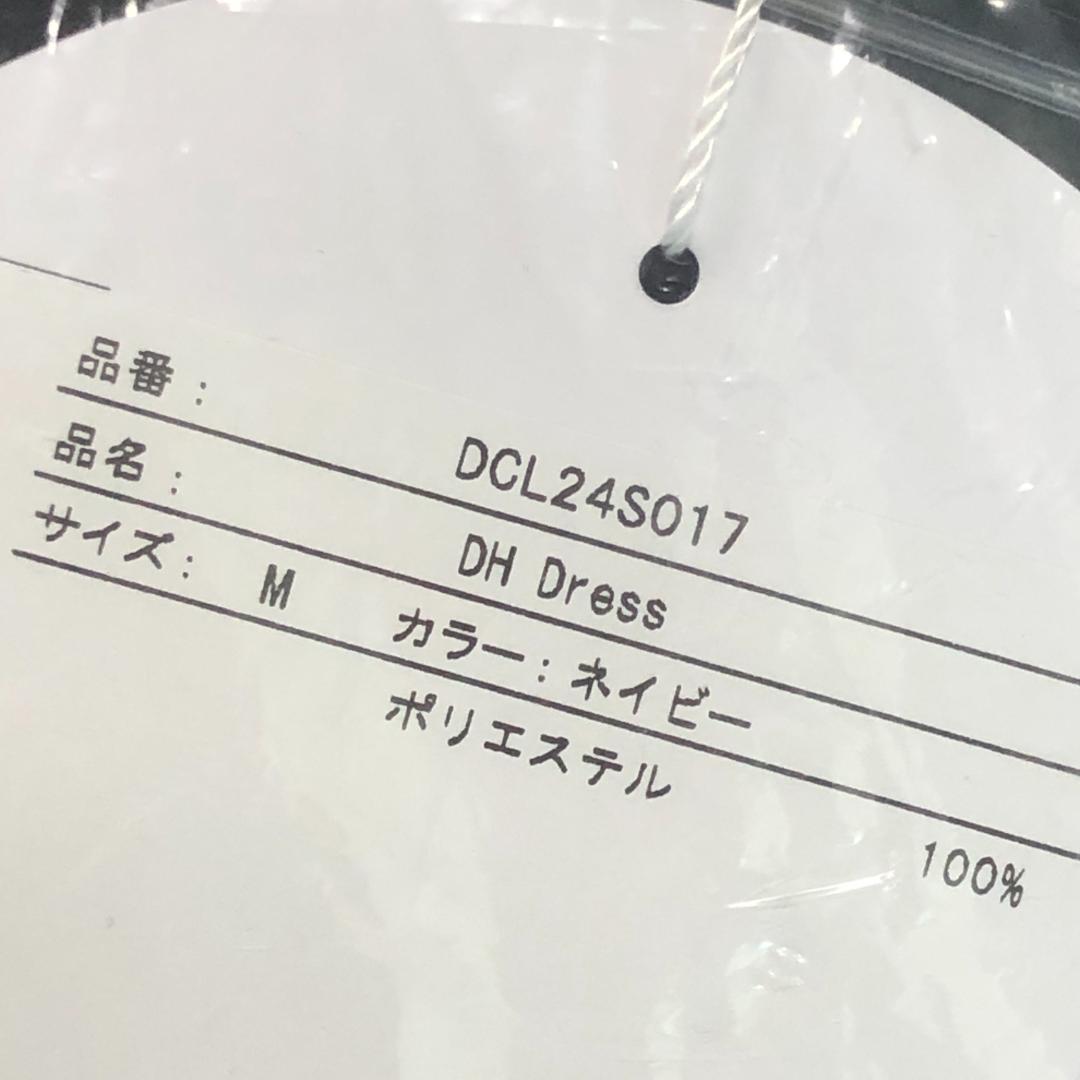 品番： DCL24S017
品名： DH Dress
サイズ： M カラー：ネイビー
ポリエステル 100%